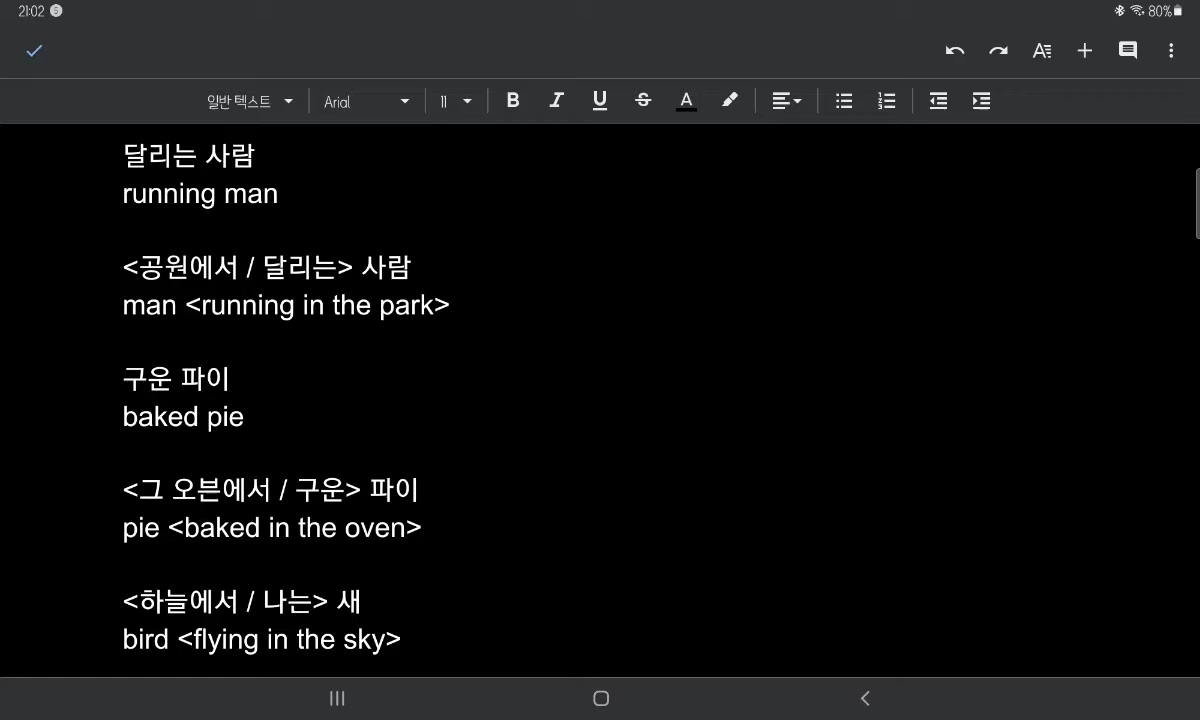 21:02
80%
일반 텍스트
Arial
11
B
I
U
S
A
달리는 사람
running man
<공원에서 / 달리는> 사람
man <running in the park>
구운 파이
baked pie
<그 오븐에서 / 구운> 파이
pie <baked in the oven>
<하늘에서 / 나는> 새
bird <flying in the sky>